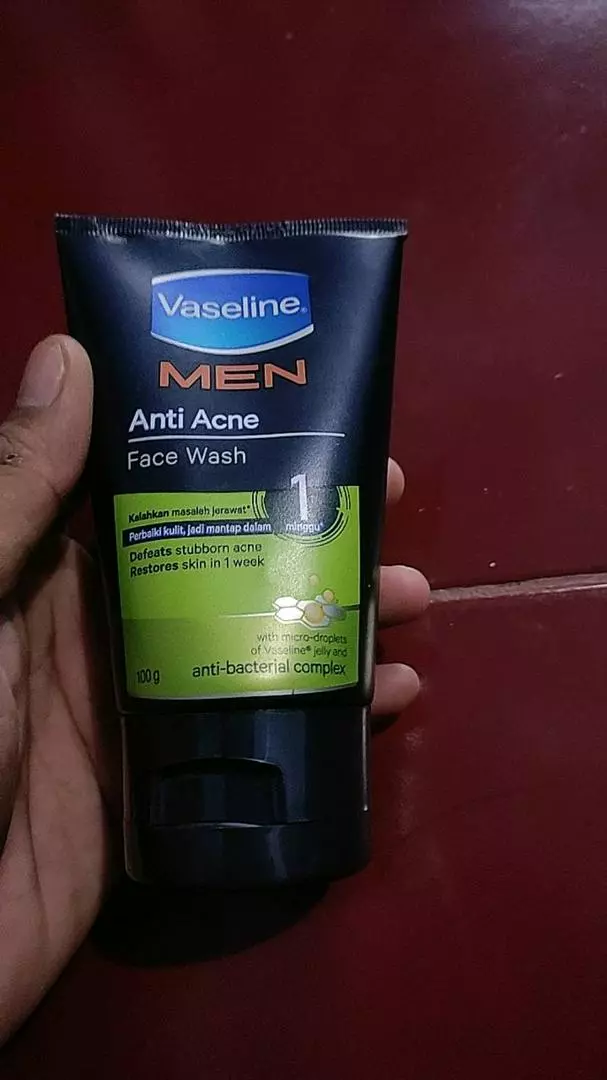 Vaseline®
MEN
Anti Acne
Face Wash
Kalahkan masalah jerawat*
Perbaiki kulit, jadi mantap dalam
1
minggu*
Defeats stubborn acne
Restores skin in 1 week
with micro-droplets
of Vaseline® jelly and
anti-bacterial complex
100 g